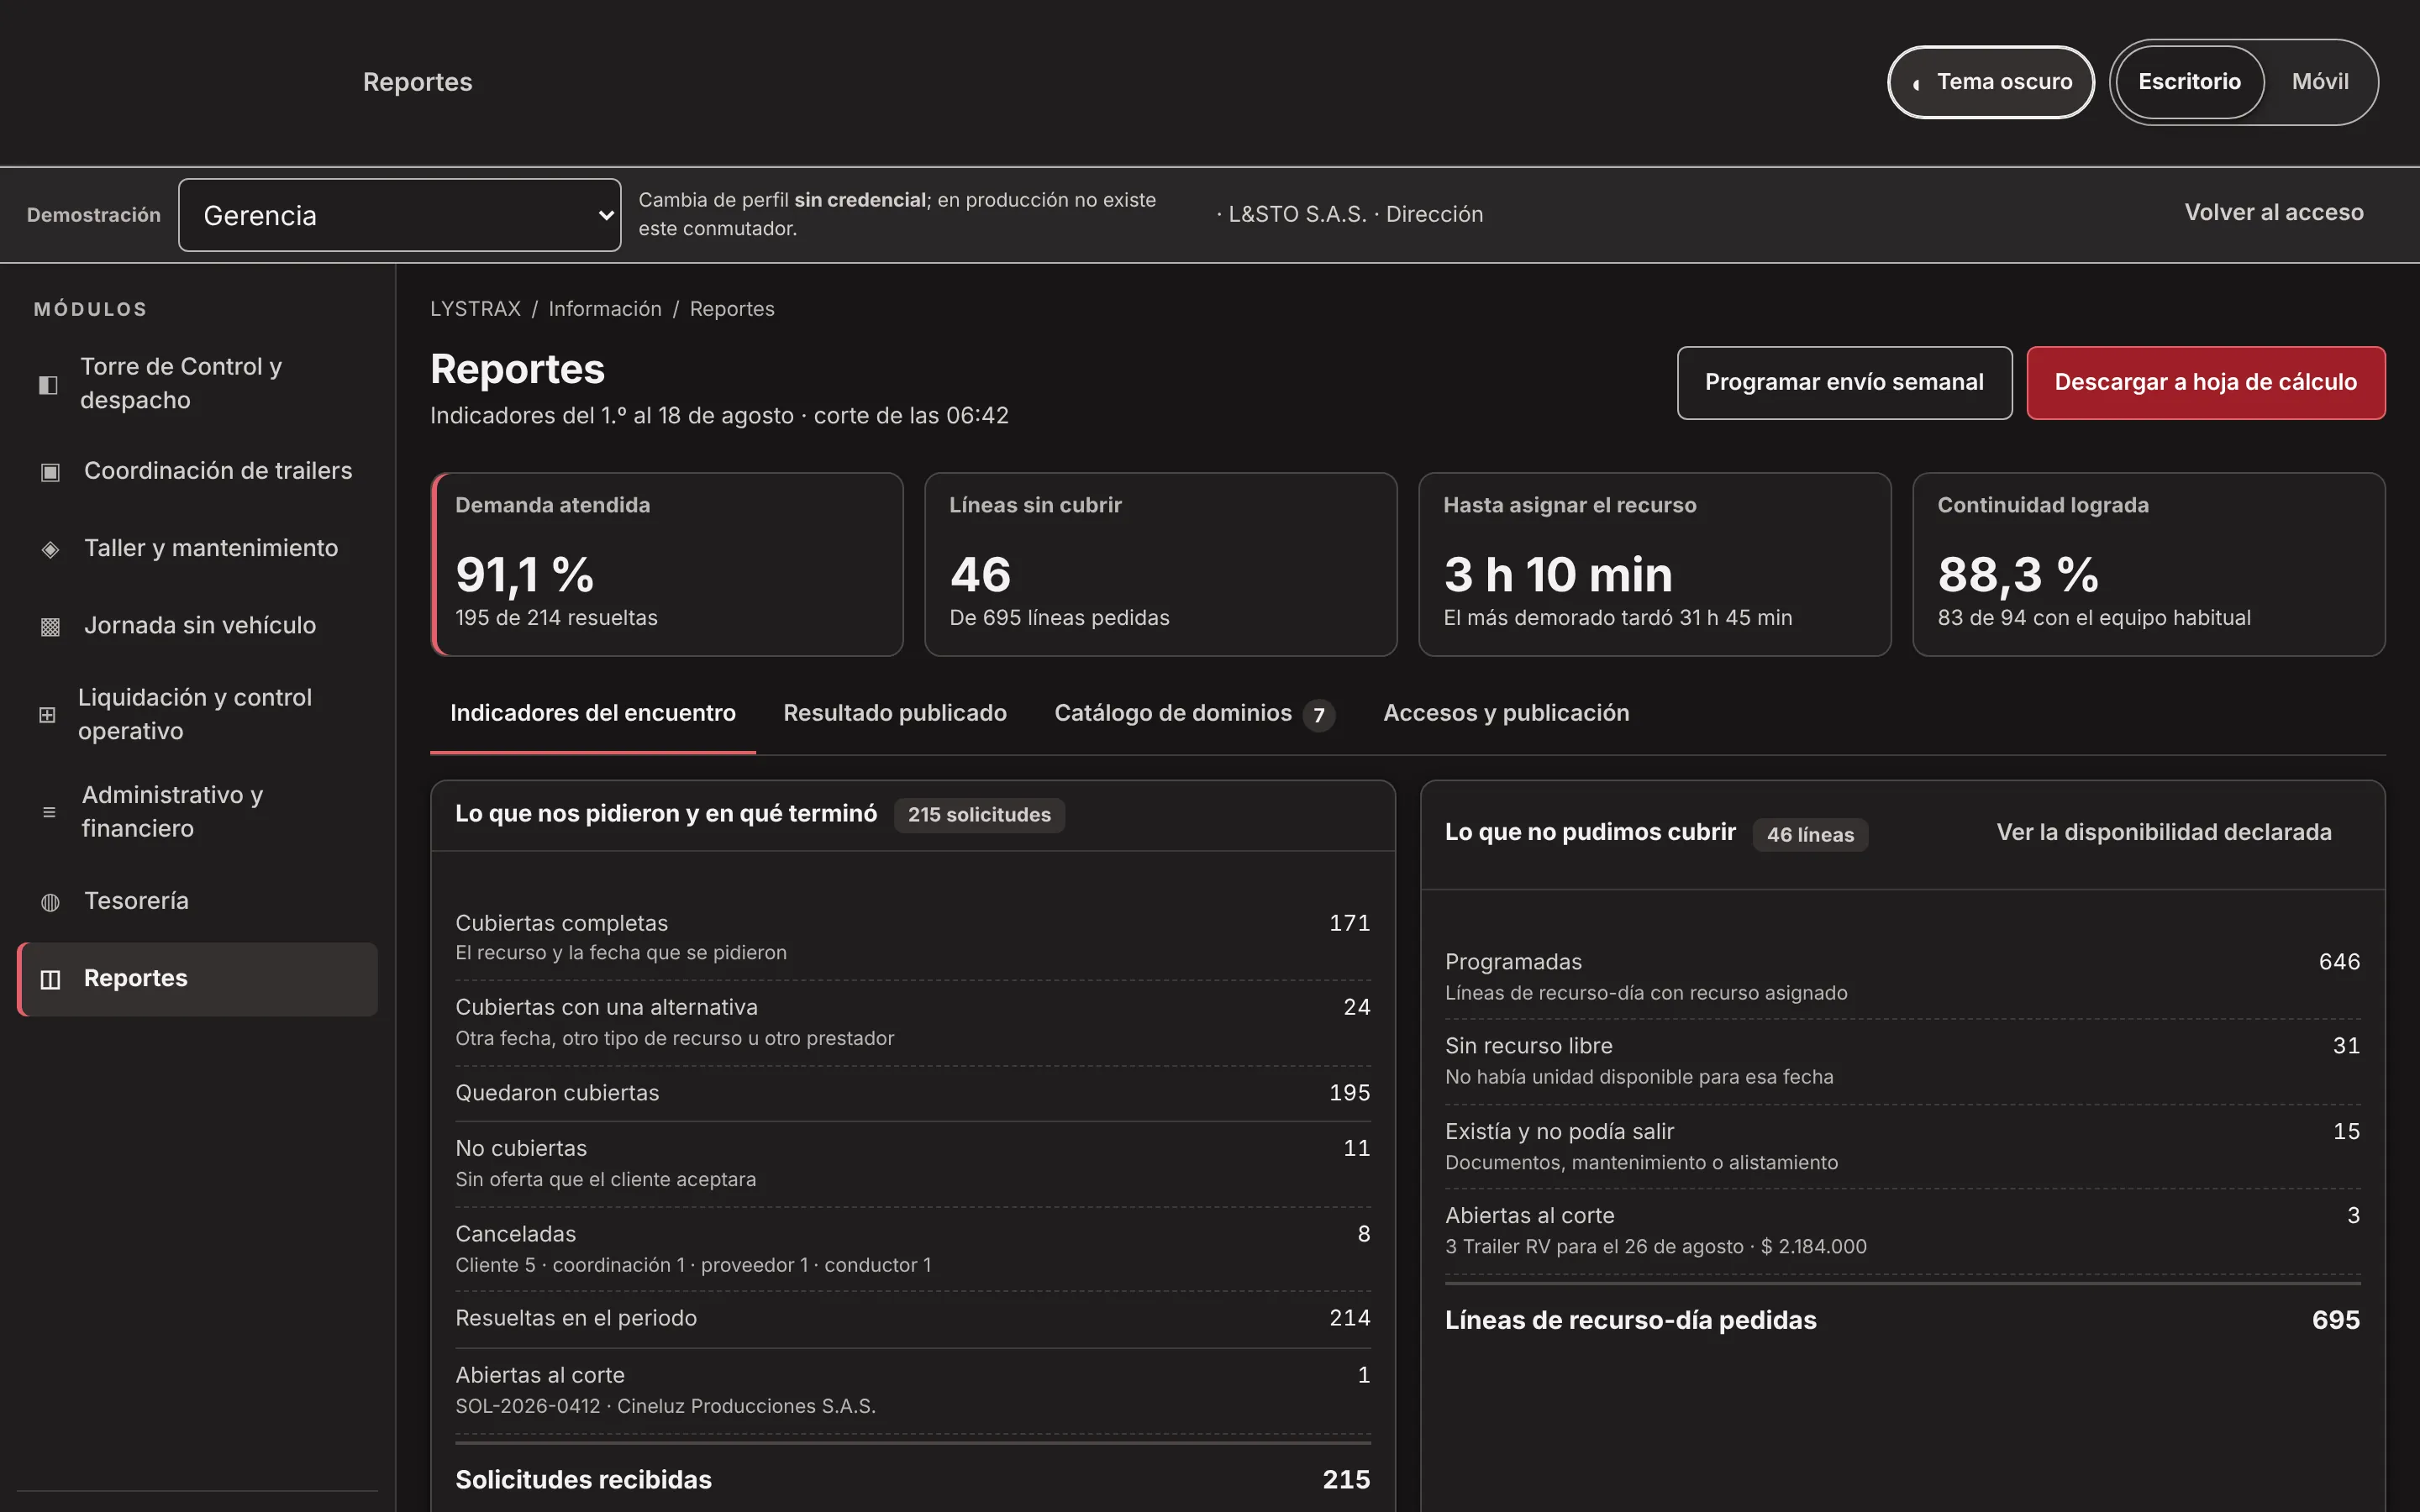 Reportes
Tema oscuro
Escritorio
Móvil
Demostración
Gerencia
Cambia de perfil sin credencial; en producción no existe
este conmutador.
· L&STO S.A.S. · Dirección
Volver al acceso
MÓDULOS
Torre de Control y
despacho
Coordinación de trailers
Taller y mantenimiento
Jornada sin vehículo
Liquidación y control
operativo
Administrativo y
financiero
Tesorería
Reportes
LYSTRAX / Información / Reportes
Reportes
Indicadores del 1.º al 18 de agosto · corte de las 06:42
Programar envío semanal
Descargar a hoja de cálculo
Demanda atendida
91,1 %
195 de 214 resueltas
Líneas sin cubrir
46
De 695 líneas pedidas
Hasta asignar el recurso
3 h 10 min
El más demorado tardó 31 h 45 min
Continuidad lograda
88,3 %
83 de 94 con el equipo habitual
Indicadores del encuentro
Resultado publicado
Catálogo de dominios 7
Accesos y publicación
Lo que nos pidieron y en qué terminó 215 solicitudes
Cubiertas completas 171
El recurso y la fecha que se pidieron
Cubiertas con una alternativa 24
Otra fecha, otro tipo de recurso u otro prestador
Quedaron cubiertas 195
No cubiertas 11
Sin oferta que el cliente aceptara
Canceladas 8
Cliente 5 · coordinación 1 · proveedor 1 · conductor 1
Resueltas en el periodo 214
Abiertas al corte 1
SOL-2026-0412 · Cineluz Producciones S.A.S.
Solicitudes recibidas 215
Lo que no pudimos cubrir 46 líneas
Ver la disponibilidad declarada
Programadas 646
Líneas de recurso-día con recurso asignado
Sin recurso libre 31
No había unidad disponible para esa fecha
Existía y no podía salir 15
Documentos, mantenimiento o alistamiento
Abiertas al corte 3
3 Trailer RV para el 26 de agosto · $ 2.184.000
Líneas de recurso-día pedidas 695